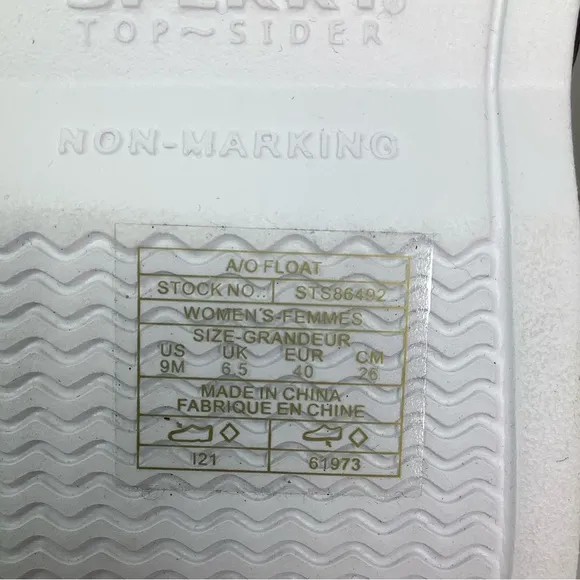 SPERRY®
TOP~SIDER
NON-MARKING
A/O FLOAT
STOCK NO. STS86492
WOMEN'S-FEMMES
SIZE-GRANDEUR
US UK EUR CM
9M 6.5 40 26
MADE IN CHINA
FABRIQUE EN CHINE
I21 61973